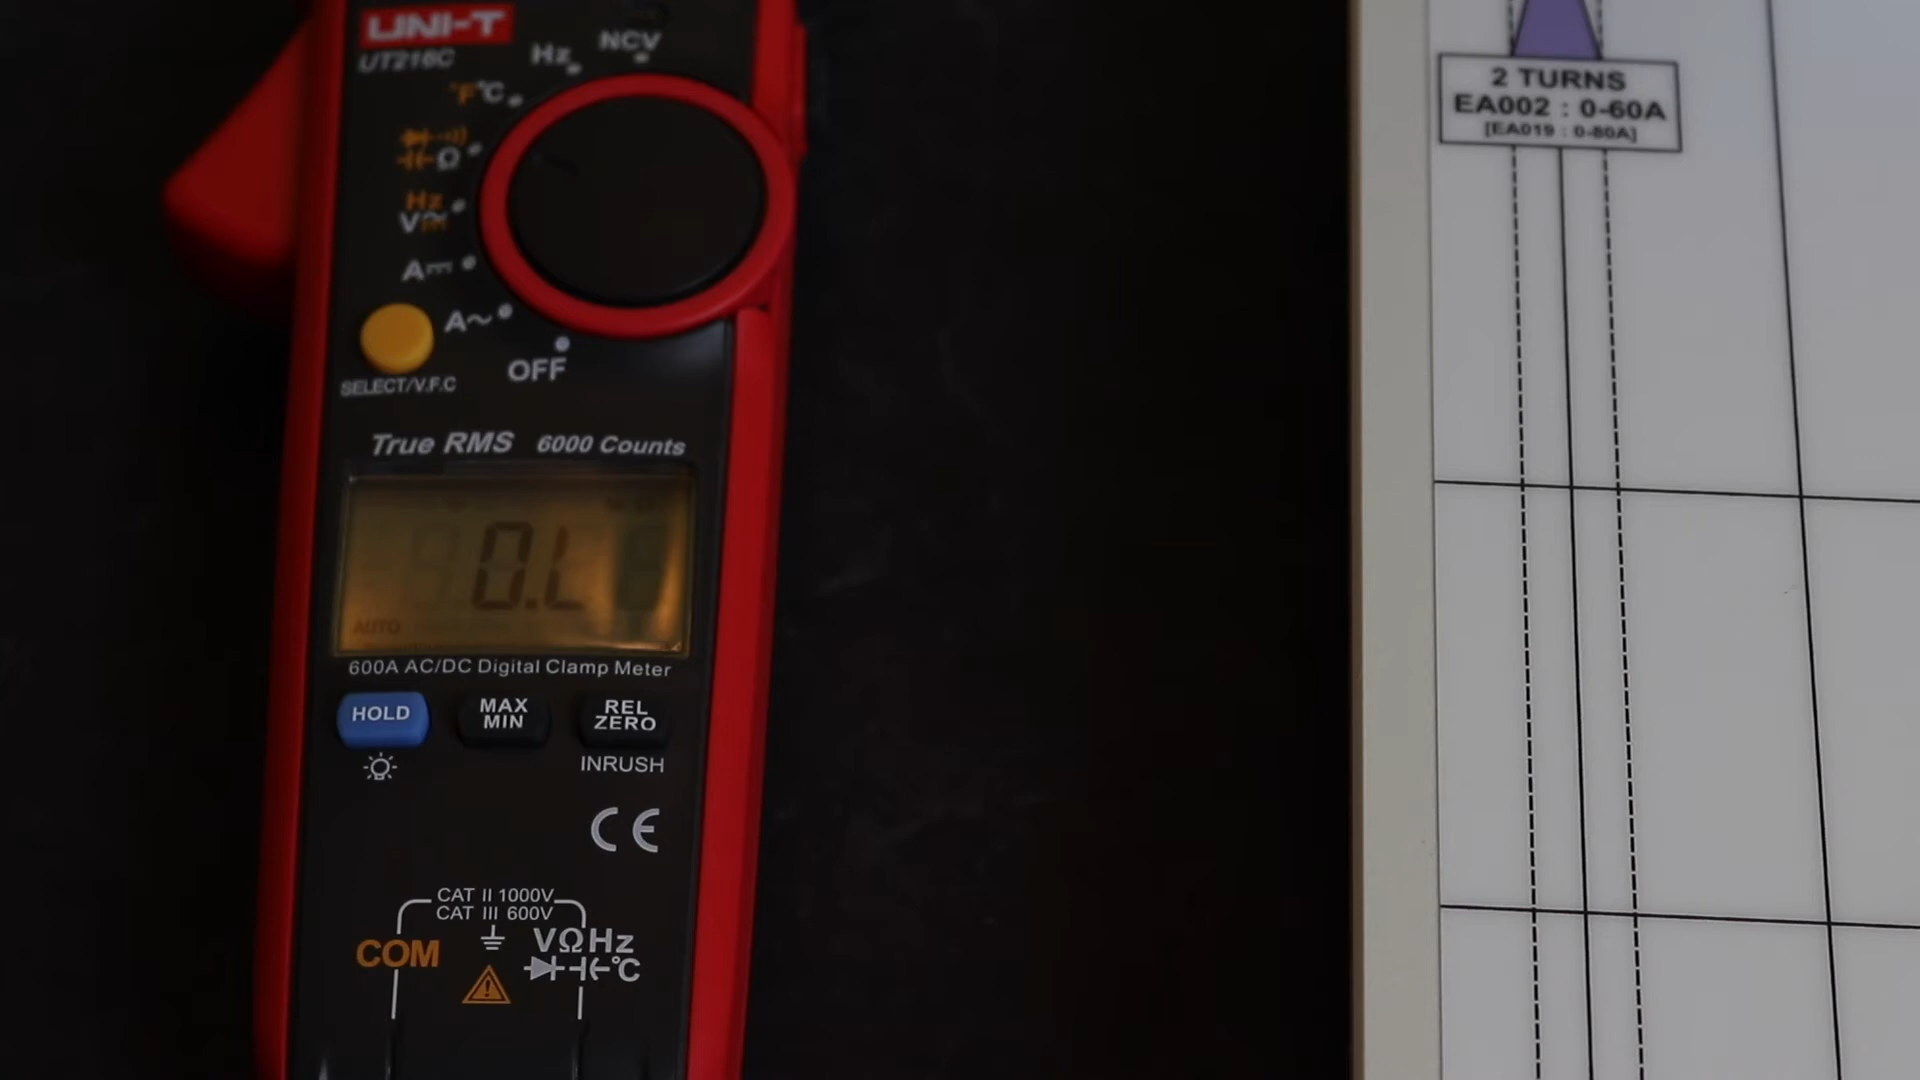 UNI-T
UT216C
NCV
Hz
°F°C
Ω
Hz
V
A
A
OFF
SELECT/V.F.C
True RMS 6000 Counts
0.L
AUTO
600A AC/DC Digital Clamp Meter
HOLD
MAX
MIN
REL
ZERO
INRUSH
CE
CAT II 1000V
CAT III 600V
COM
VΩHz
°C
2 TURNS
EA002 : 0-60A
[EA019 : 0-80A]